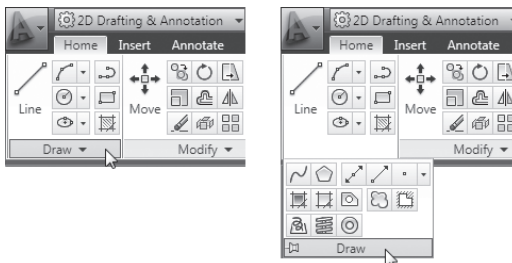 2D Drafting & Annotation
Home Insert Annotate
Line
Move
Draw
Modify
2D Drafting & Annotation
Home Insert Annotate
Line
Move
Modify
Draw